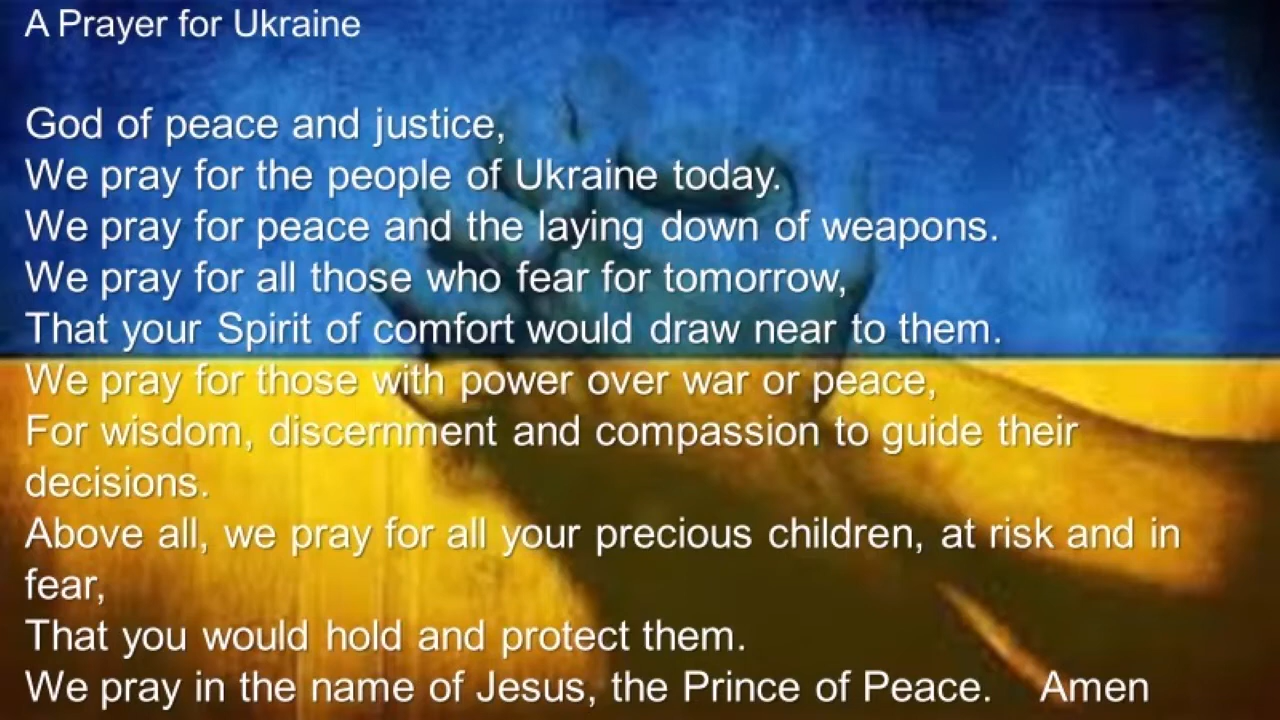 A Prayer for Ukraine
God of peace and justice,
We pray for the people of Ukraine today.
We pray for peace and the laying down of weapons.
We pray for all those who fear for tomorrow,
That your Spirit of comfort would draw near to them.
We pray for those with power over war or peace,
For wisdom, discernment and compassion to guide their
decisions.
Above all, we pray for all your precious children, at risk and in
fear,
That you would hold and protect them.
We pray in the name of Jesus, the Prince of Peace. Amen